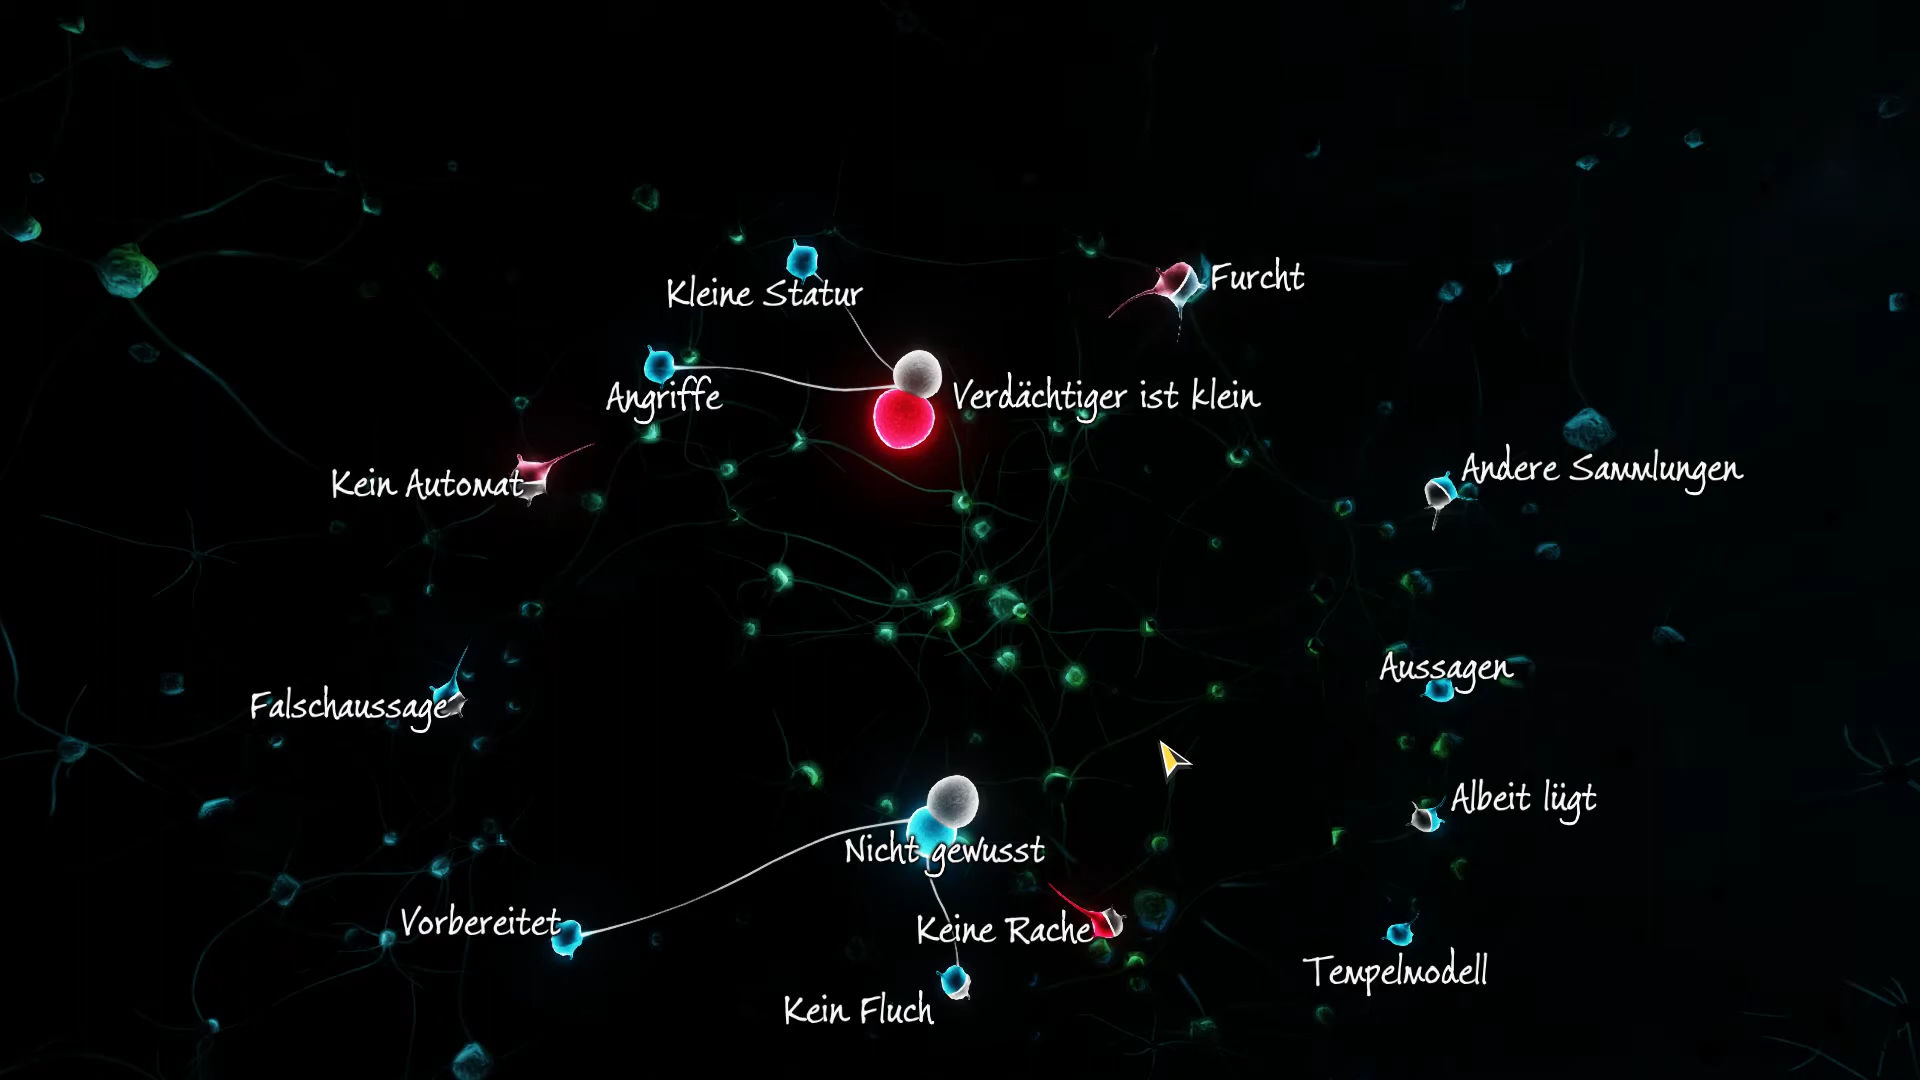 Kleine Statur
Furcht
Angriffe
Verdächtiger ist klein
Kein Automat
Andere Sammlungen
Falschaussage
Aussagen
Albeit lügt
Nicht gewusst
Vorbereitet
Keine Rache
Tempelmodell
Kein Fluch